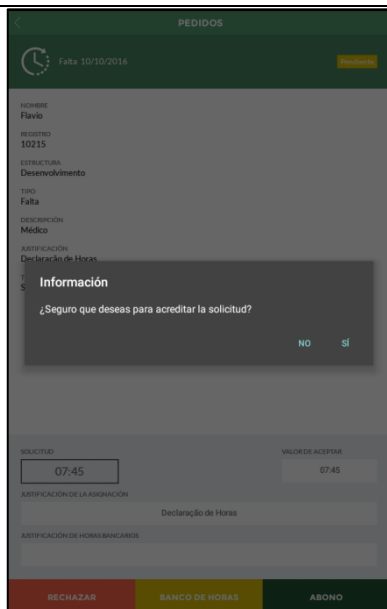 PEDIDOS
Falta 10/10/2016
Pendiente
NOMBRE
Flavio
REGISTRO
10215
ESTRUCTURA
Desenvolvimento
TIPO
Falta
DESCRIPCIÓN
Médico
JUSTIFICACIÓN
Declaração de Horas
T
S
Información
¿Seguro que deseas para acreditar la solicitud?
NO SÍ
SOLICITUD VALOR DE ACEPTAR
07:45 07:45
JUSTIFICACIÓN DE LA ASIGNACIÓN
Declaração de Horas
JUSTIFICACIÓN DE HORAS BANCARIOS
RECHAZAR BANCO DE HORAS ABONO